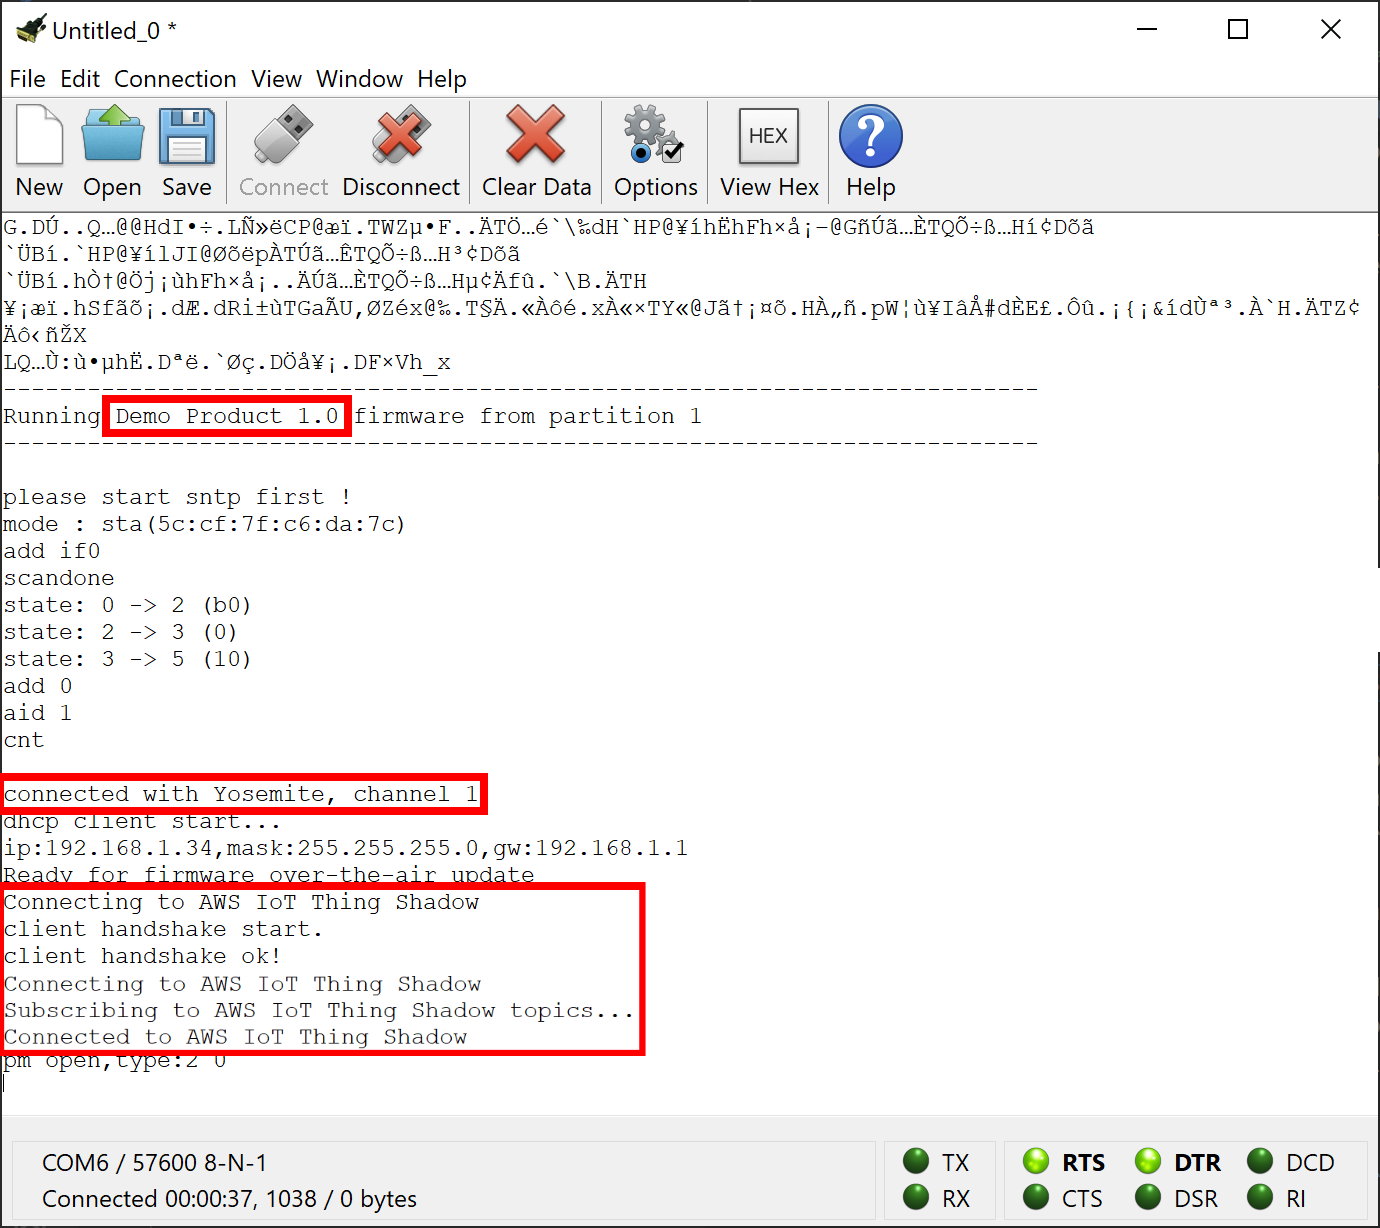 Untitled_0 *
File Edit Connection View Window Help
New Open Save Connect Disconnect Clear Data Options HEX View Hex Help
G.DÚ..Q…@@HdI•÷.LÑ»ëCP@æï.TWZµ•F..ÄTÖ…é`\‰dH`HP@¥íhËhFh×å¡–@GñÚã…ÈTQÕ÷ß…Hí¢Dõã
`ÜBí.`HP@¥ílJI@ØõëpÀTÚã…ÊTQÕ÷ß…H³¢Dõã
`ÜBí.hÒ†@Öj¡ùhFh×å¡..ÄÚã…ÈTQÕ÷ß…Hµ¢Äfû.`\B.ÄTH
¥¡æï.hSfãõ¡.dÆ.dRi±ùTGaÃU,ØZéx@‰.T§Ä.«Àôé.xÀ«×TY«@Jã†¡¤õ.HÀ„ñ.pW¦ù¥IâÅ#dÈE£.Ôû.¡{¡&ídÙª³.À`H.ÄTZ¢
Äô‹ñŽX
LQ…Ù:ù•µhË.Dªë.`Øç.DÖå¥¡.DF×Vh_x
--------------------------------------------------------------------------
Running Demo Product 1.0 firmware from partition 1
--------------------------------------------------------------------------
please start sntp first !
mode : sta(5c:cf:7f:c6:da:7c)
add if0
scandone
state: 0 -> 2 (b0)
state: 2 -> 3 (0)
state: 3 -> 5 (10)
add 0
aid 1
cnt
connected with Yosemite, channel 1
dhcp client start...
ip:192.168.1.34,mask:255.255.255.0,gw:192.168.1.1
Ready for firmware over-the-air update
Connecting to AWS IoT Thing Shadow
client handshake start.
client handshake ok!
Connecting to AWS IoT Thing Shadow
Subscribing to AWS IoT Thing Shadow topics...
Connected to AWS IoT Thing Shadow
pm open,type:2 0
COM6 / 57600 8-N-1
Connected 00:00:37, 1038 / 0 bytes
TX RTS DTR DCD
RX CTS DSR RI